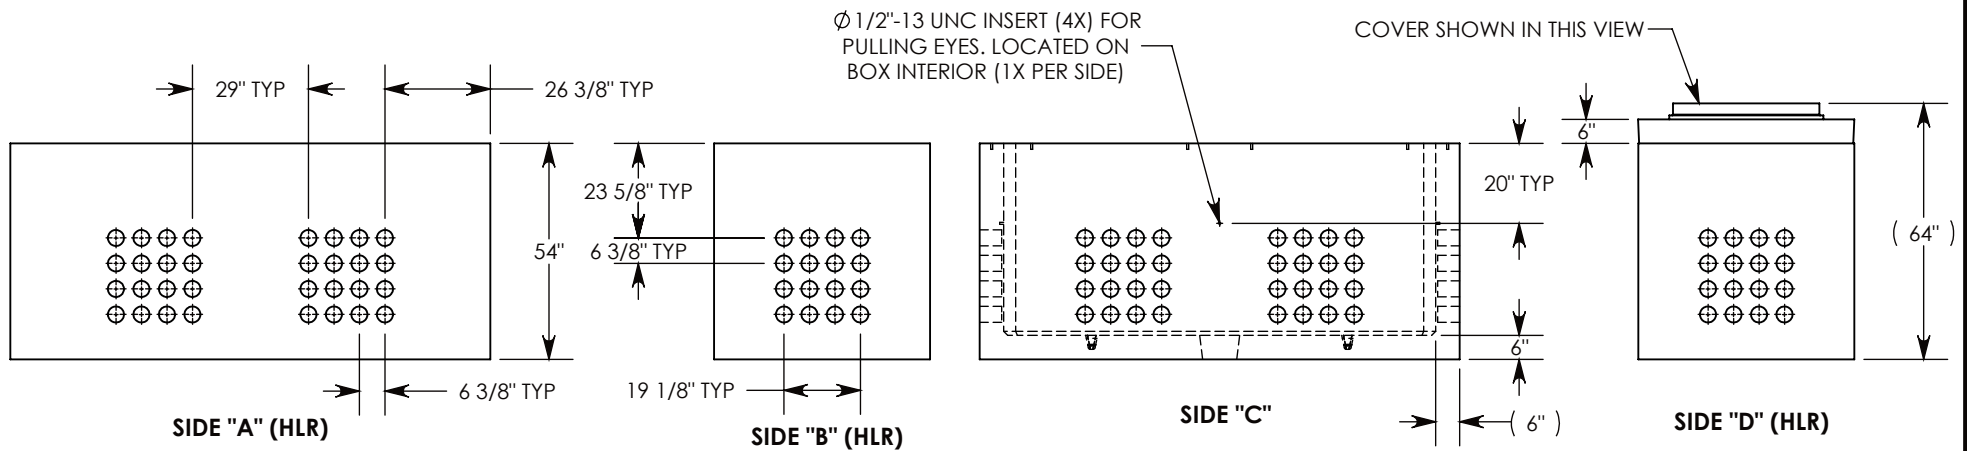 Ø 1/2"-13 UNC INSERT (4X) FOR
PULLING EYES. LOCATED ON
BOX INTERIOR (1X PER SIDE)
COVER SHOWN IN THIS VIEW
29" TYP
26 3/8" TYP
54"
6 3/8" TYP
SIDE "A" (HLR)
23 5/8" TYP
6 3/8" TYP
19 1/8" TYP
SIDE "B" (HLR)
20" TYP
6"
( 6" )
SIDE "C"
6"
( 64" )
SIDE "D" (HLR)